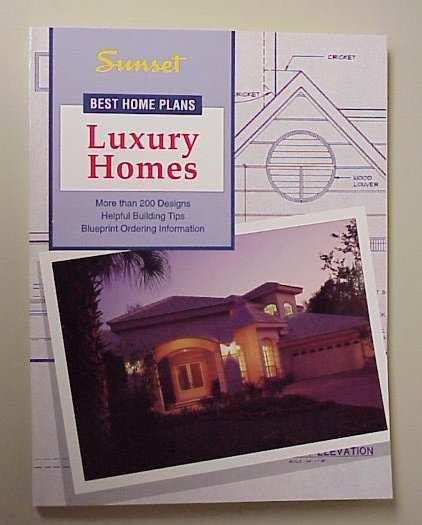 Sunset
BEST HOME PLANS
Luxury
Homes
More than 200 Designs
Helpful Building Tips
Blueprint Ordering Information
CRICKET
CRICKET
WOOD
LOUVER
ELEVATION